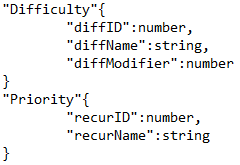 "Difficulty"{
	"diffID":number,
	"diffName":string,
	"diffModifier":number
}
"Priority"{
	"recurID":number,
	"recurName":string
}